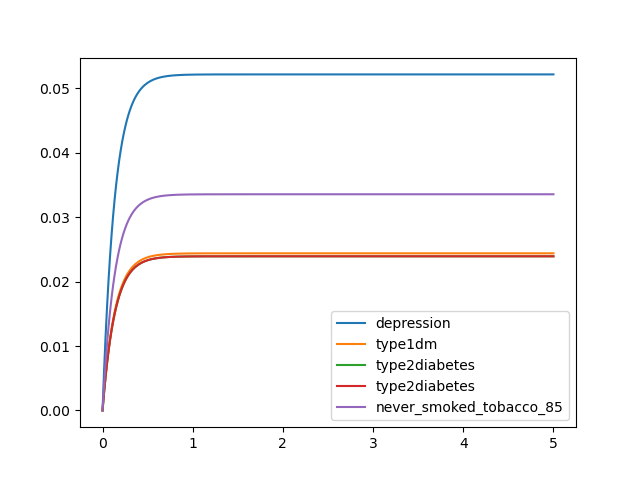 0.05
0.04
0.03
0.02
0.01
0.00
0 1 2 3 4 5
depression
type1dm
type2diabetes
type2diabetes
never_smoked_tobacco_85